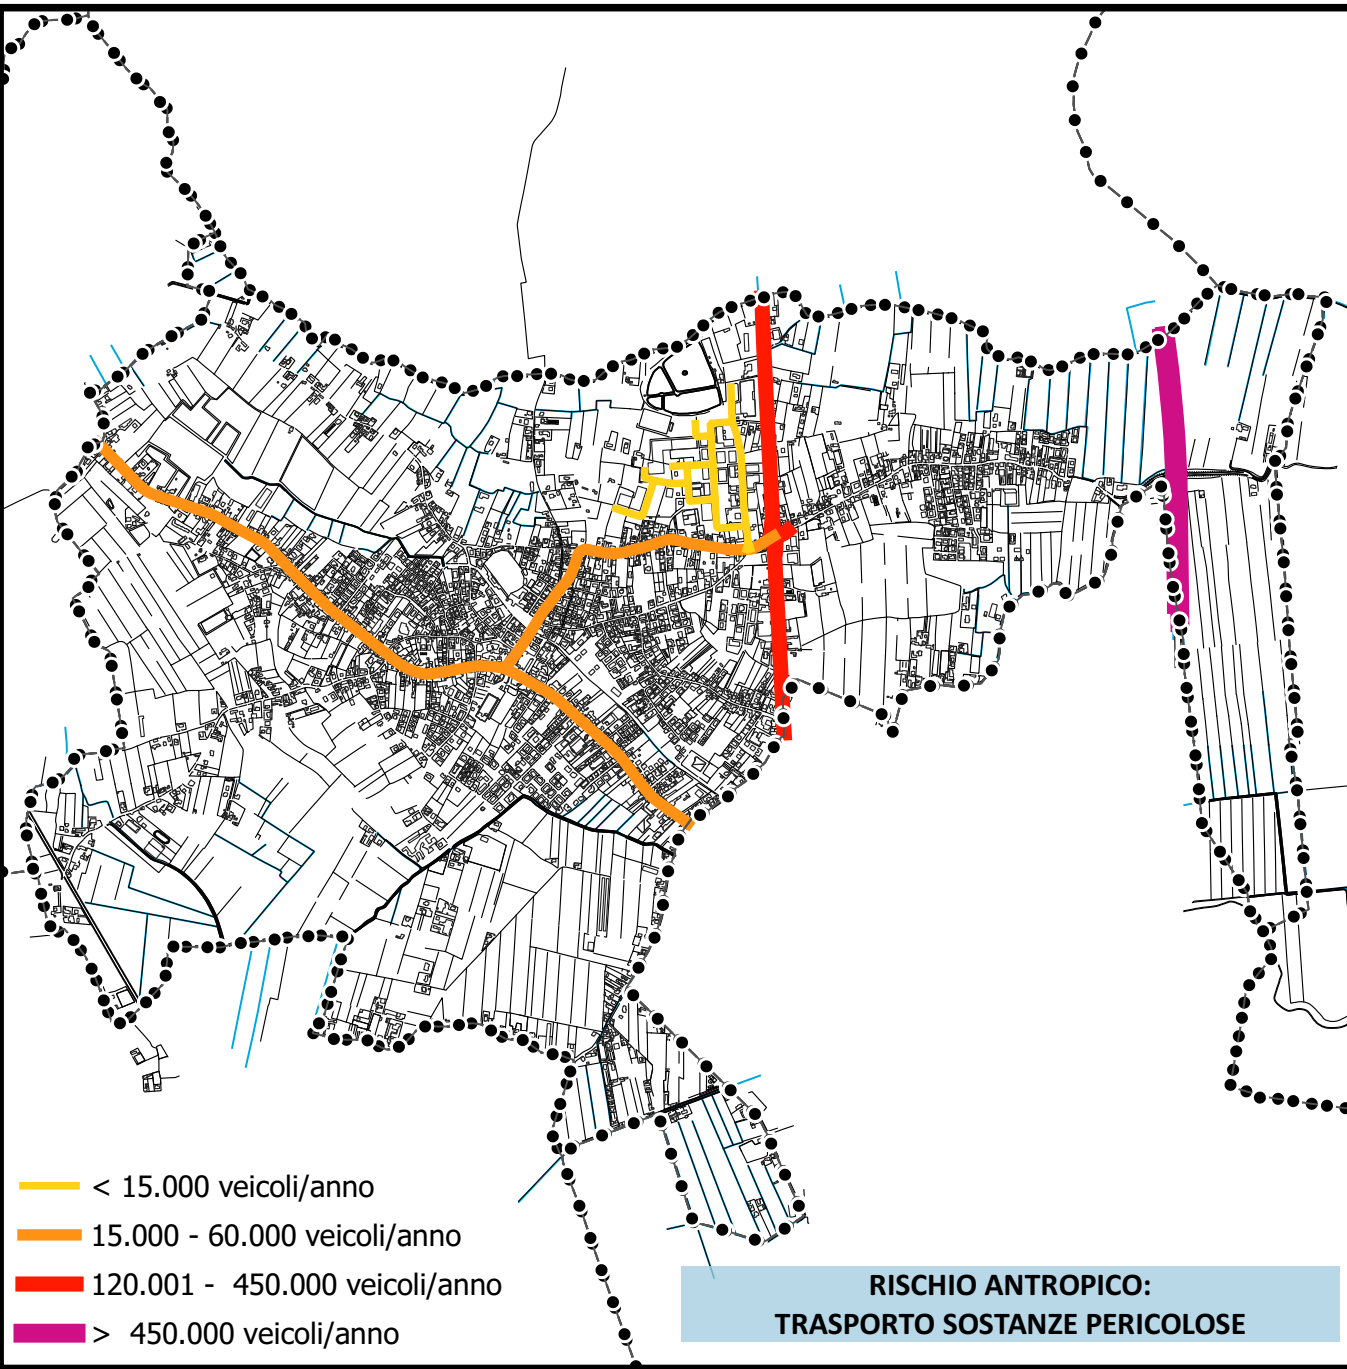 < 15.000 veicoli/anno
15.000 - 60.000 veicoli/anno
120.001 -  450.000 veicoli/anno
>  450.000 veicoli/anno
RISCHIO ANTROPICO:
TRASPORTO SOSTANZE PERICOLOSE